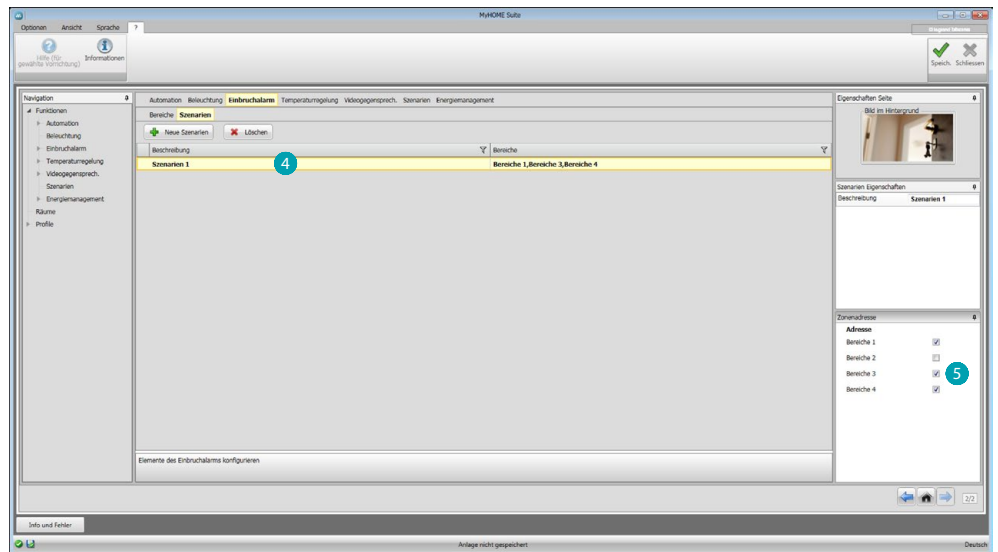 MyHOME Suite
Optionen Ansicht Sprache ?
Hilfe (für gewählte Vorrichtung)
Informationen
Speich. Schliessen
Navigation
Funktionen
Automation
Beleuchtung
Einbruchalarm
Temperaturregelung
Videogegensprech.
Szenarien
Energiemanagement
Räume
Profile
Automation Beleuchtung Einbruchalarm Temperaturregelung Videogegensprech. Szenarien Energiemanagement
Bereiche Szenarien
Neue Szenarien Löschen
Beschreibung Bereiche
Szenarien 1 4 Bereiche 1,Bereiche 3,Bereiche 4
Elemente des Einbruchalarms konfigurieren
Eigenschaften Seite
Bild im Hintergrund
Szenarien Eigenschaften
Beschreibung Szenarien 1
Zonenadresse
Adresse
Bereiche 1
Bereiche 2
Bereiche 3 5
Bereiche 4
2/2
Info und Fehler
Anlage nicht gespeichert
Deutsch